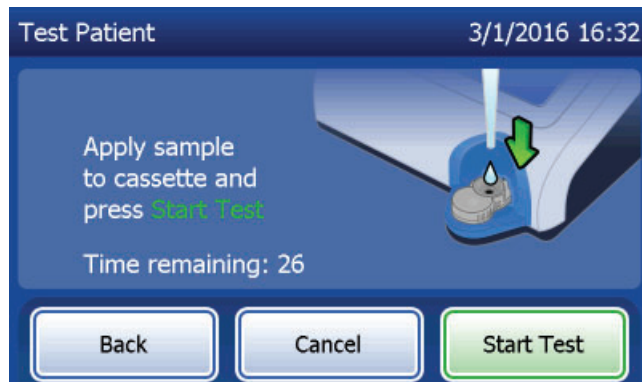 Test Patient 3/1/2016 16:32
Apply sample
to cassette and
press Start Test
Time remaining: 26
Back Cancel Start Test